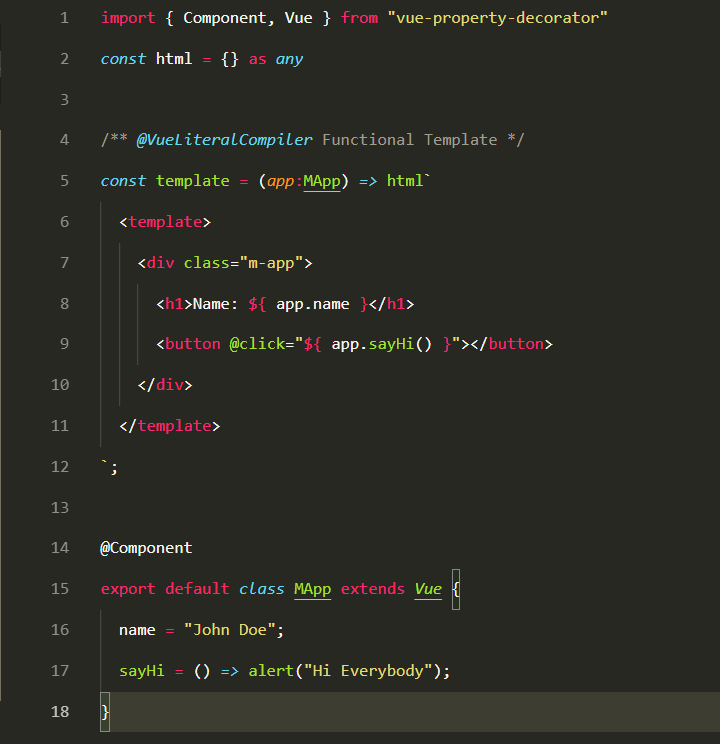 1 import { Component, Vue } from "vue-property-decorator"
2 const html = {} as any
3
4 /** @VueLiteralCompiler Functional Template */
5 const template = (app:MApp) => html`
6 <template>
7 <div class="m-app">
8 <h1>Name: ${ app.name }</h1>
9 <button @click="${ app.sayHi() }"></button>
10 </div>
11 </template>
12 `;
13
14 @Component
15 export default class MApp extends Vue {
16 name = "John Doe";
17 sayHi = () => alert("Hi Everybody");
18 }